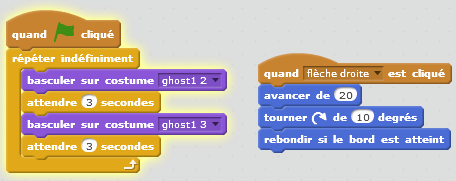 quand cliqué
répéter indéfiniment
basculer sur costume ghost1 2
attendre 3 secondes
basculer sur costume ghost1 3
attendre 3 secondes
quand flèche droite est cliqué
avancer de 20
tourner de 10 degrés
rebondir si le bord est atteint